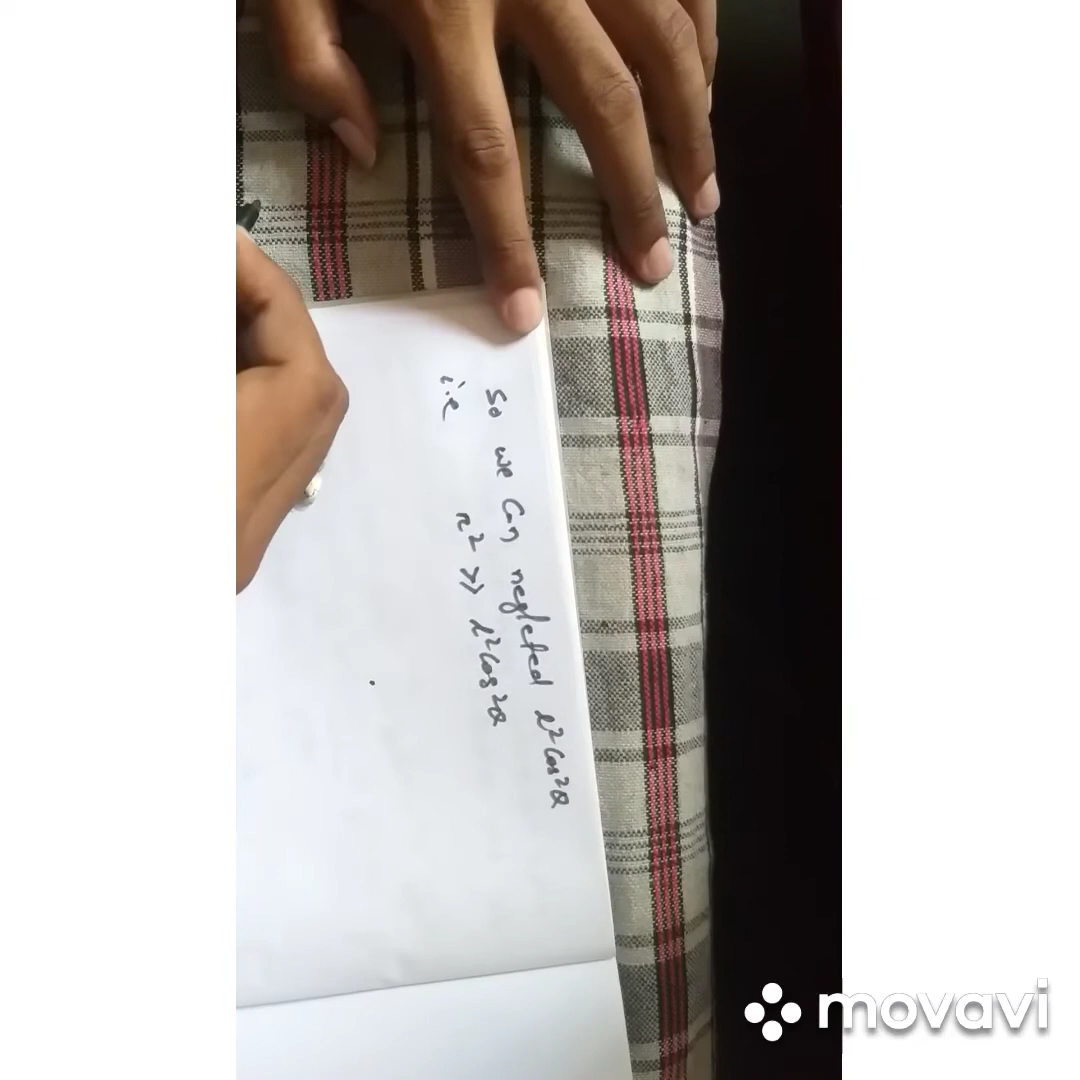 So we can neglected l²cos²θ
i.e r² >> l²cos²θ
movavi